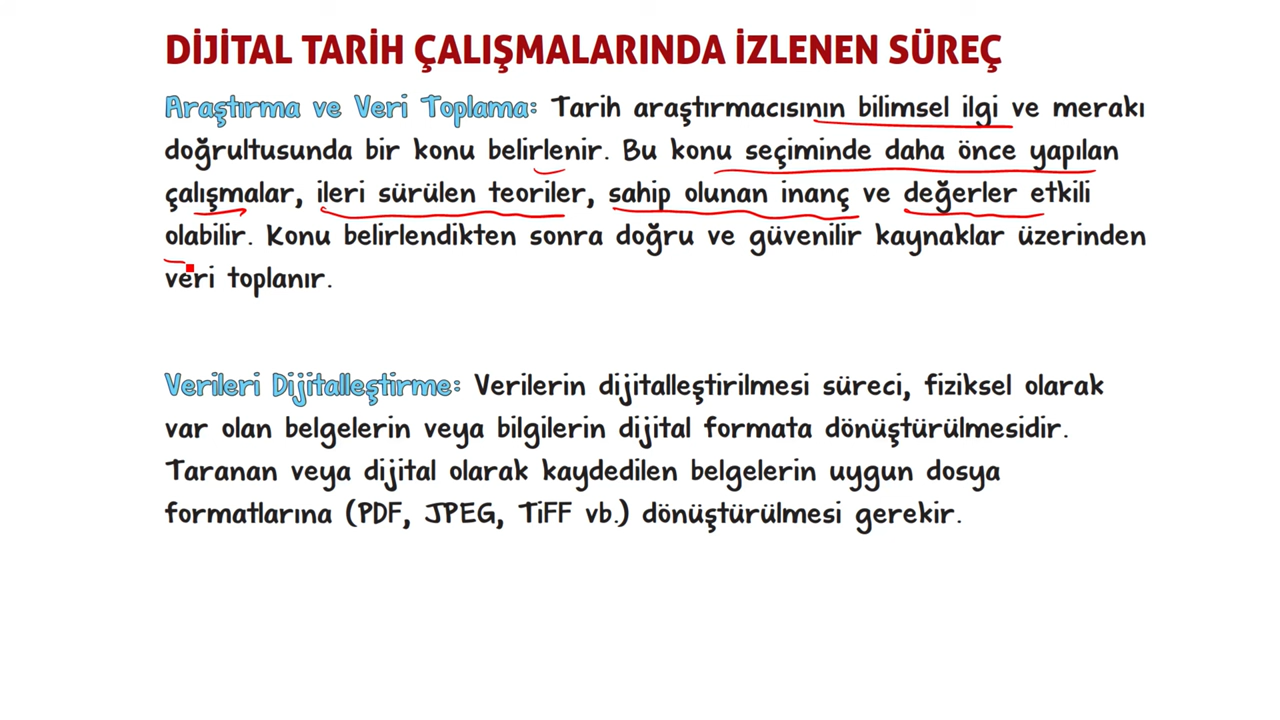 DİJİTAL TARİH ÇALIŞMALARINDA İZLENEN SÜREÇ
Araştırma ve Veri Toplama: Tarih araştırmacısının bilimsel ilgi ve merakı
doğrultusunda bir konu belirlenir. Bu konu seçiminde daha önce yapılan
çalışmalar, ileri sürülen teoriler, sahip olunan inanç ve değerler etkili
olabilir. Konu belirlendikten sonra doğru ve güvenilir kaynaklar üzerinden
veri toplanır.
Verileri Dijitalleştirme: Verilerin dijitalleştirilmesi süreci, fiziksel olarak
var olan belgelerin veya bilgilerin dijital formata dönüştürülmesidir.
Taranan veya dijital olarak kaydedilen belgelerin uygun dosya
formatlarına (PDF, JPEG, TiFF vb.) dönüştürülmesi gerekir.